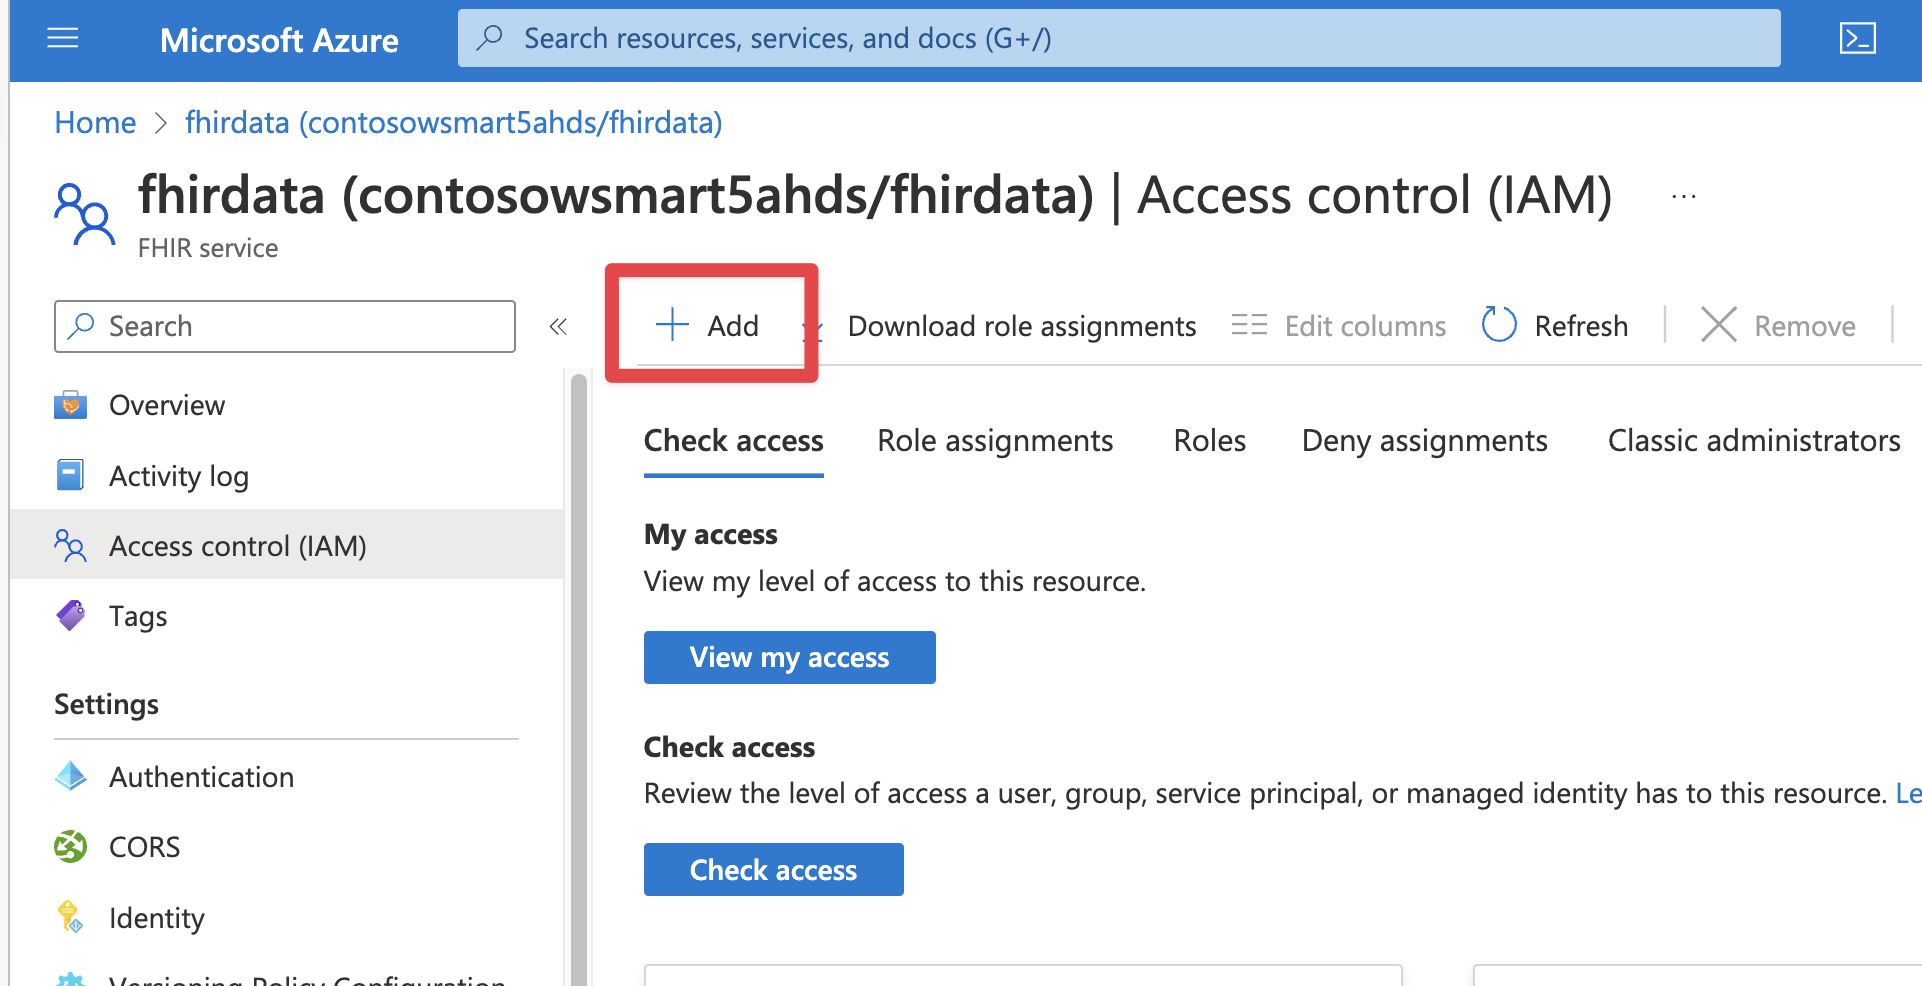 Microsoft Azure
Search resources, services, and docs (G+/)
Home
fhirdata (contosowsmart5ahds/fhirdata)
fhirdata (contosowsmart5ahds/fhirdata) | Access control (IAM) ...
FHIR service
Search
Add
Download role assignments
Edit columns
Refresh
Remove
Overview
Activity log
Access control (IAM)
Tags
Settings
Authentication
CORS
Identity
Versioning Policy Configuration
Check access
Role assignments
Roles
Deny assignments
Classic administrators
My access
View my level of access to this resource.
View my access
Check access
Review the level of access a user, group, service principal, or managed identity has to this resource. Le
Check access